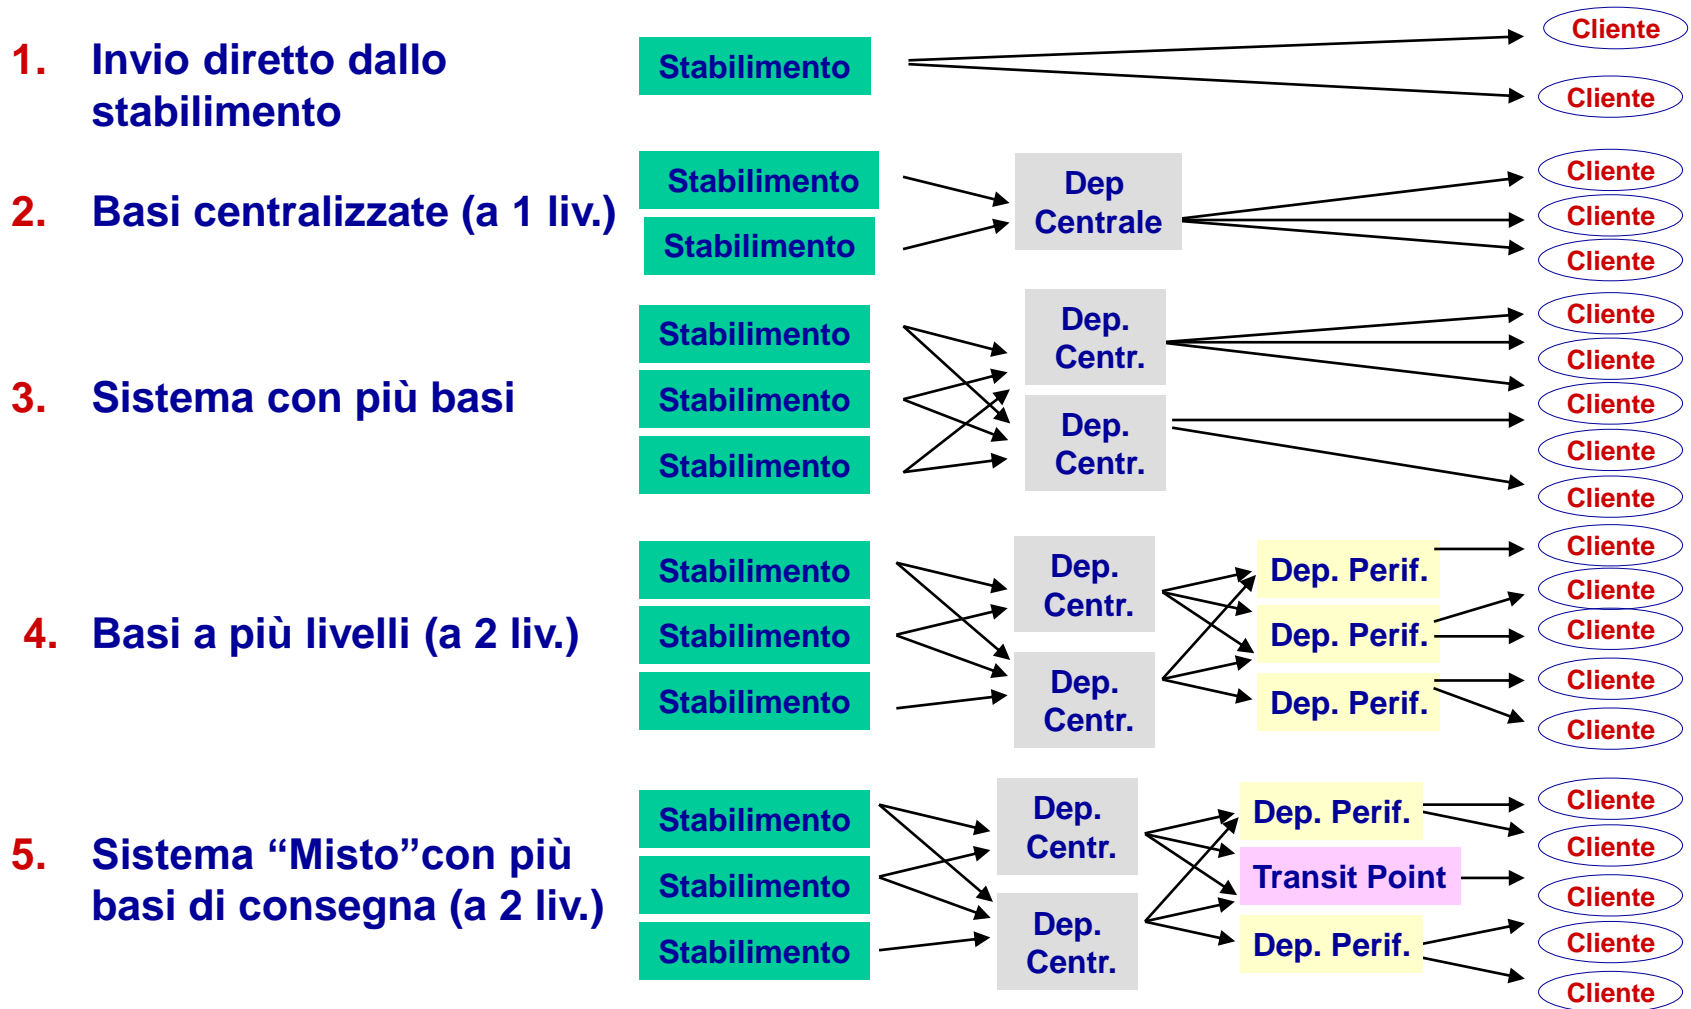 1. Invio diretto dallo
stabilimento
Stabilimento
Cliente
Cliente
2. Basi centralizzate (a 1 liv.)
Stabilimento
Stabilimento
Dep
Centrale
Cliente
Cliente
Cliente
3. Sistema con più basi
Stabilimento
Stabilimento
Stabilimento
Dep.
Centr.
Dep.
Centr.
Cliente
Cliente
Cliente
Cliente
Cliente
4. Basi a più livelli (a 2 liv.)
Stabilimento
Stabilimento
Stabilimento
Dep.
Centr.
Dep.
Centr.
Dep. Perif.
Dep. Perif.
Dep. Perif.
Cliente
Cliente
Cliente
Cliente
Cliente
5. Sistema “Misto”con più
basi di consegna (a 2 liv.)
Stabilimento
Stabilimento
Stabilimento
Dep.
Centr.
Dep.
Centr.
Dep. Perif.
Transit Point
Dep. Perif.
Cliente
Cliente
Cliente
Cliente
Cliente